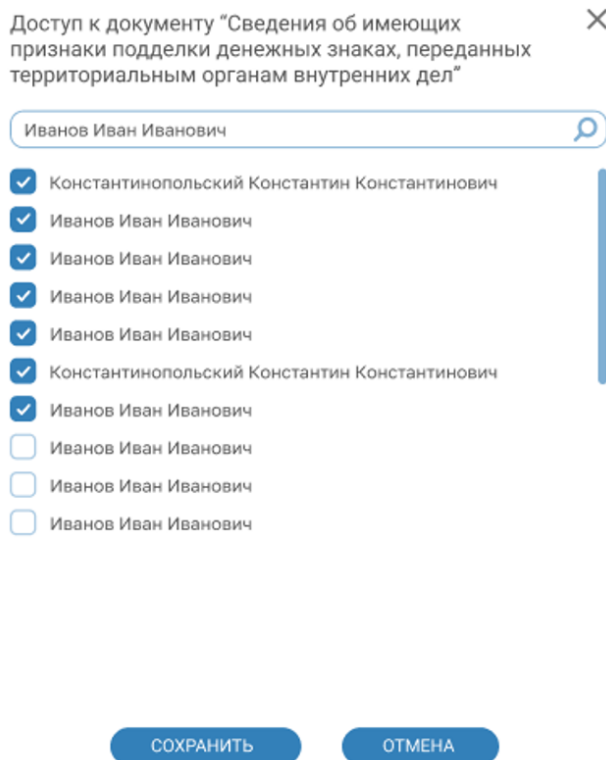 Доступ к документу “Сведения об имеющих
признаки подделки денежных знаках, переданных
территориальным органам внутренних дел”
Иванов Иван Иванович
Константинопольский Константин Константинович
Иванов Иван Иванович
Иванов Иван Иванович
Иванов Иван Иванович
Иванов Иван Иванович
Константинопольский Константин Константинович
Иванов Иван Иванович
Иванов Иван Иванович
Иванов Иван Иванович
Иванов Иван Иванович
СОХРАНИТЬ ОТМЕНА